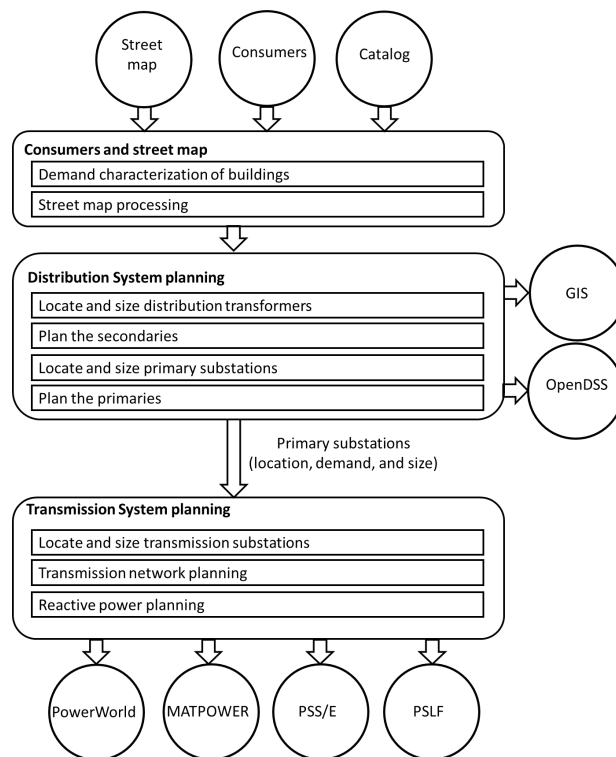 Street
map
Consumers
Catalog
Consumers and street map
Demand characterization of buildings
Street map processing
Distribution System planning
Locate and size distribution transformers
Plan the secondaries
Locate and size primary substations
Plan the primaries
GIS
OpenDSS
Primary substations
(location, demand, and size)
Transmission System planning
Locate and size transmission substations
Transmission network planning
Reactive power planning
PowerWorld
MATPOWER
PSS/E
PSLF